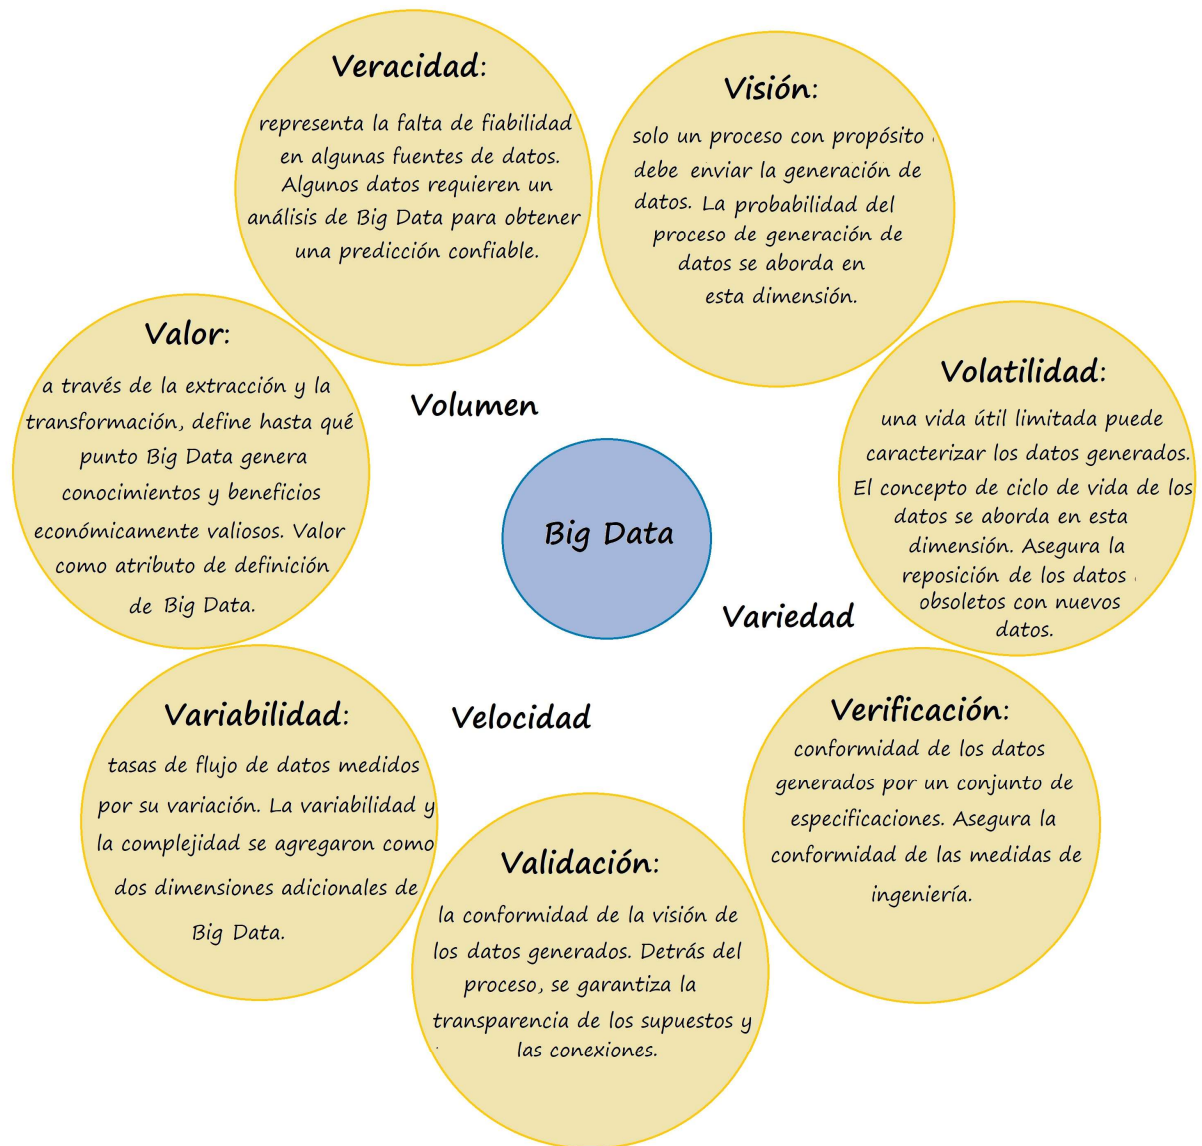 Veracidad:
representa la falta de fiabilidad
en algunas fuentes de datos.
Algunos datos requieren un
análisis de Big Data para obtener
una predicción confiable.
Visión:
solo un proceso con propósito
debe enviar la generación de
datos. La probabilidad del
proceso de generación de
datos se aborda en
esta dimensión.
Valor:
a través de la extracción y la
transformación, define hasta qué
punto Big Data genera
conocimientos y beneficios
económicamente valiosos. Valor
como atributo de definición
de Big Data.
Volumen
Volatilidad:
una vida útil limitada puede
caracterizar los datos generados.
El concepto de ciclo de vida de los
datos se aborda en esta
dimensión. Asegura la
reposición de los datos
obsoletos con nuevos
datos.
Big Data
Variedad
Velocidad
Variabilidad:
tasas de flujo de datos medidos
por su variación. La variabilidad y
la complejidad se agregaron como
dos dimensiones adicionales de
Big Data.
Verificación:
conformidad de los datos
generados por un conjunto de
especificaciones. Asegura la
conformidad de las medidas de
ingeniería.
Validación:
la conformidad de la visión de
los datos generados. Detrás del
proceso, se garantiza la
transparencia de los supuestos y
las conexiones.